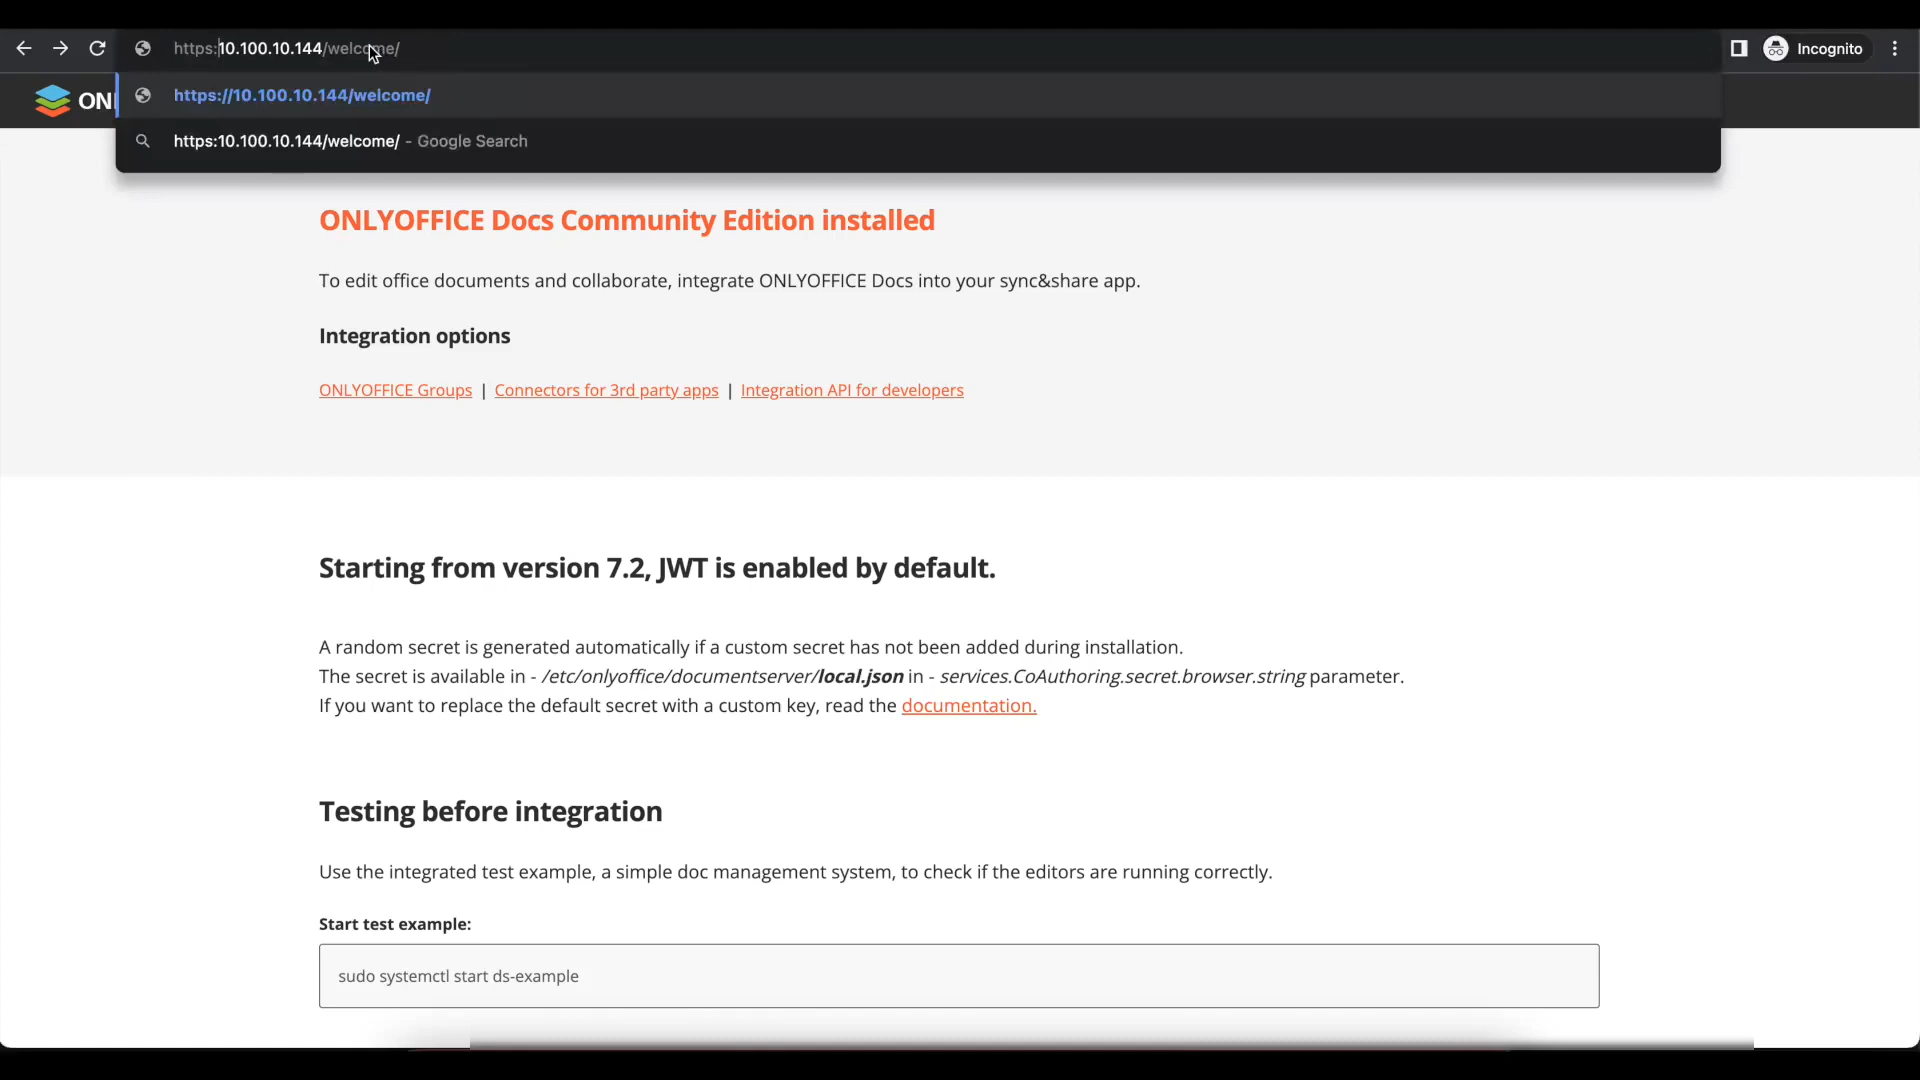 https:10.100.10.144/welcome/
Incognito
https://10.100.10.144/welcome/
https:10.100.10.144/welcome/ - Google Search
ONLYOFFICE Docs Community Edition installed
To edit office documents and collaborate, integrate ONLYOFFICE Docs into your sync&share app.
Integration options
ONLYOFFICE Groups | Connectors for 3rd party apps | Integration API for developers
Starting from version 7.2, JWT is enabled by default.
A random secret is generated automatically if a custom secret has not been added during installation.
The secret is available in - /etc/onlyoffice/documentserver/local.json in - services.CoAuthoring.secret.browser.string parameter.
If you want to replace the default secret with a custom key, read the documentation.
Testing before integration
Use the integrated test example, a simple doc management system, to check if the editors are running correctly.
Start test example:
sudo systemctl start ds-example